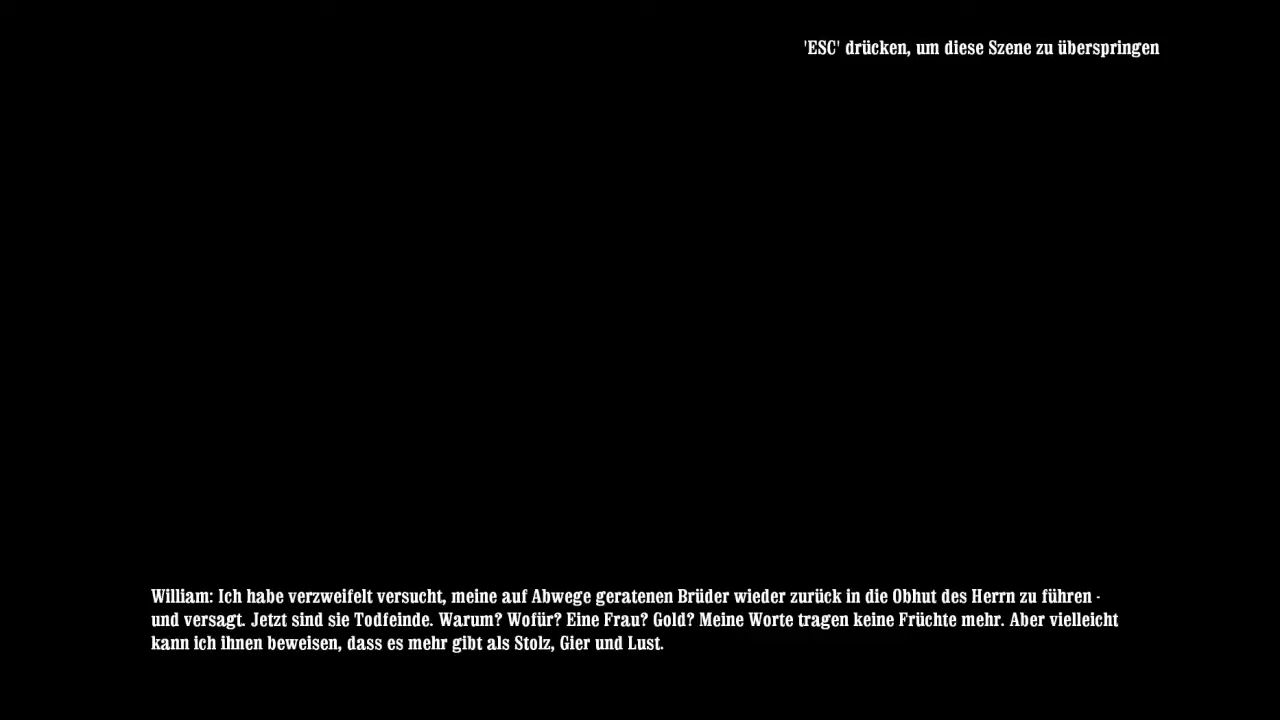 'ESC' drücken, um diese Szene zu überspringen
William: Ich habe verzweifelt versucht, meine auf Abwege geratenen Brüder wieder zurück in die Obhut des Herrn zu führen -
und versagt. Jetzt sind sie Todfeinde. Warum? Wofür? Eine Frau? Gold? Meine Worte tragen keine Früchte mehr. Aber vielleicht
kann ich ihnen beweisen, dass es mehr gibt als Stolz, Gier und Lust.